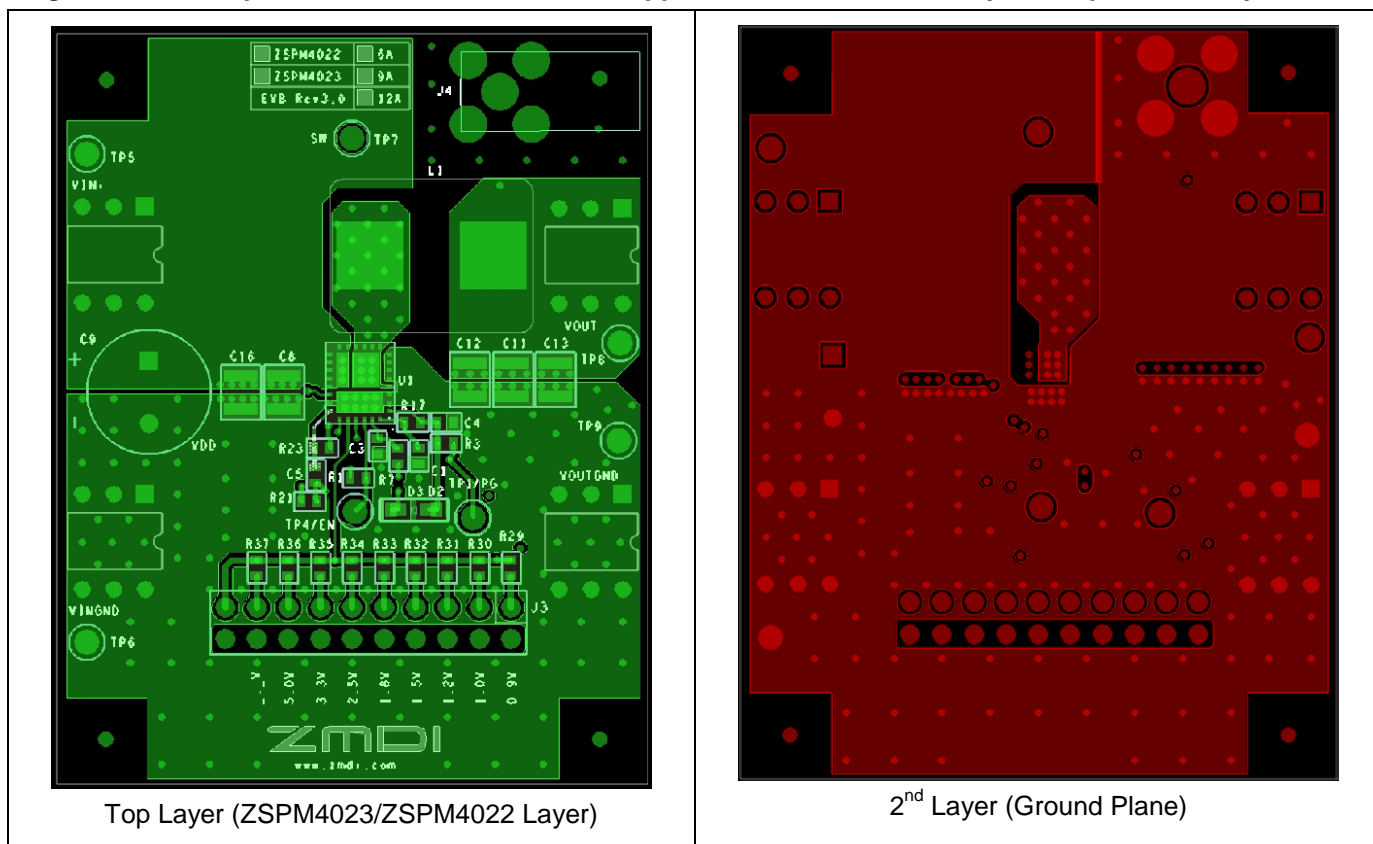 ZSPM4022 6A
ZSPM4023 9A
EVB Rev3.0 12A
J4
SW TP7
TP5
L1
VIN+
VOUT
C9
C16 C8
C12 C11 C13
TP8
+
U1
-
R17
C4
TP9
VDD
R23
C3
R3
C5
R1
R7
C1
TP1/PG
VOUTGND
R21
D3 D2
TP4/EN
R37 R36 R35 R34 R33 R32 R31 R30 R29
VINGND
J3
TP6
5.0V
3.3V
2.5V
1.8V
1.5V
1.2V
1.0V
0.9V
ZMDI
www.zmdi.com
Top Layer (ZSPM4023/ZSPM4022 Layer)
2nd Layer (Ground Plane)